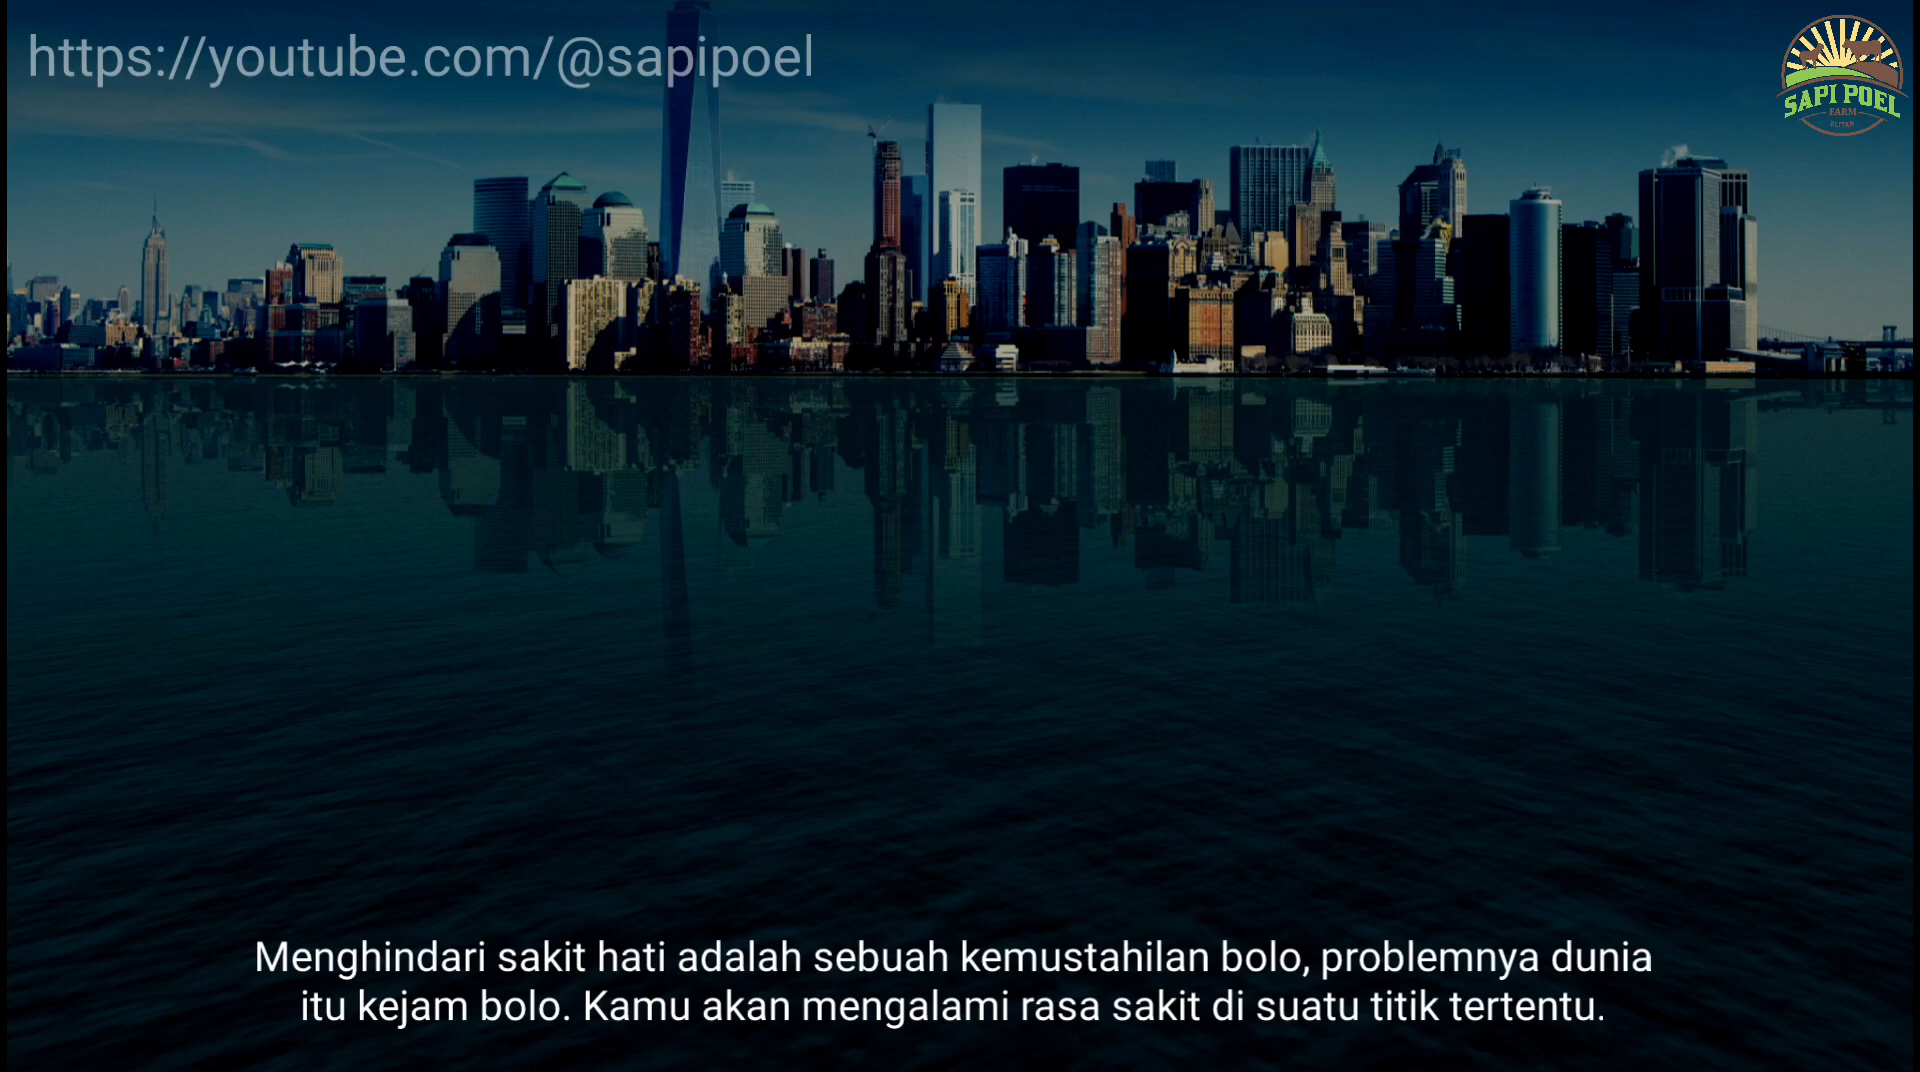 https://youtube.com/@sapipoel
SAPI POEL
FARM
BLITAR
Menghindari sakit hati adalah sebuah kemustahilan bolo, problemnya dunia
itu kejam bolo. Kamu akan mengalami rasa sakit di suatu titik tertentu.